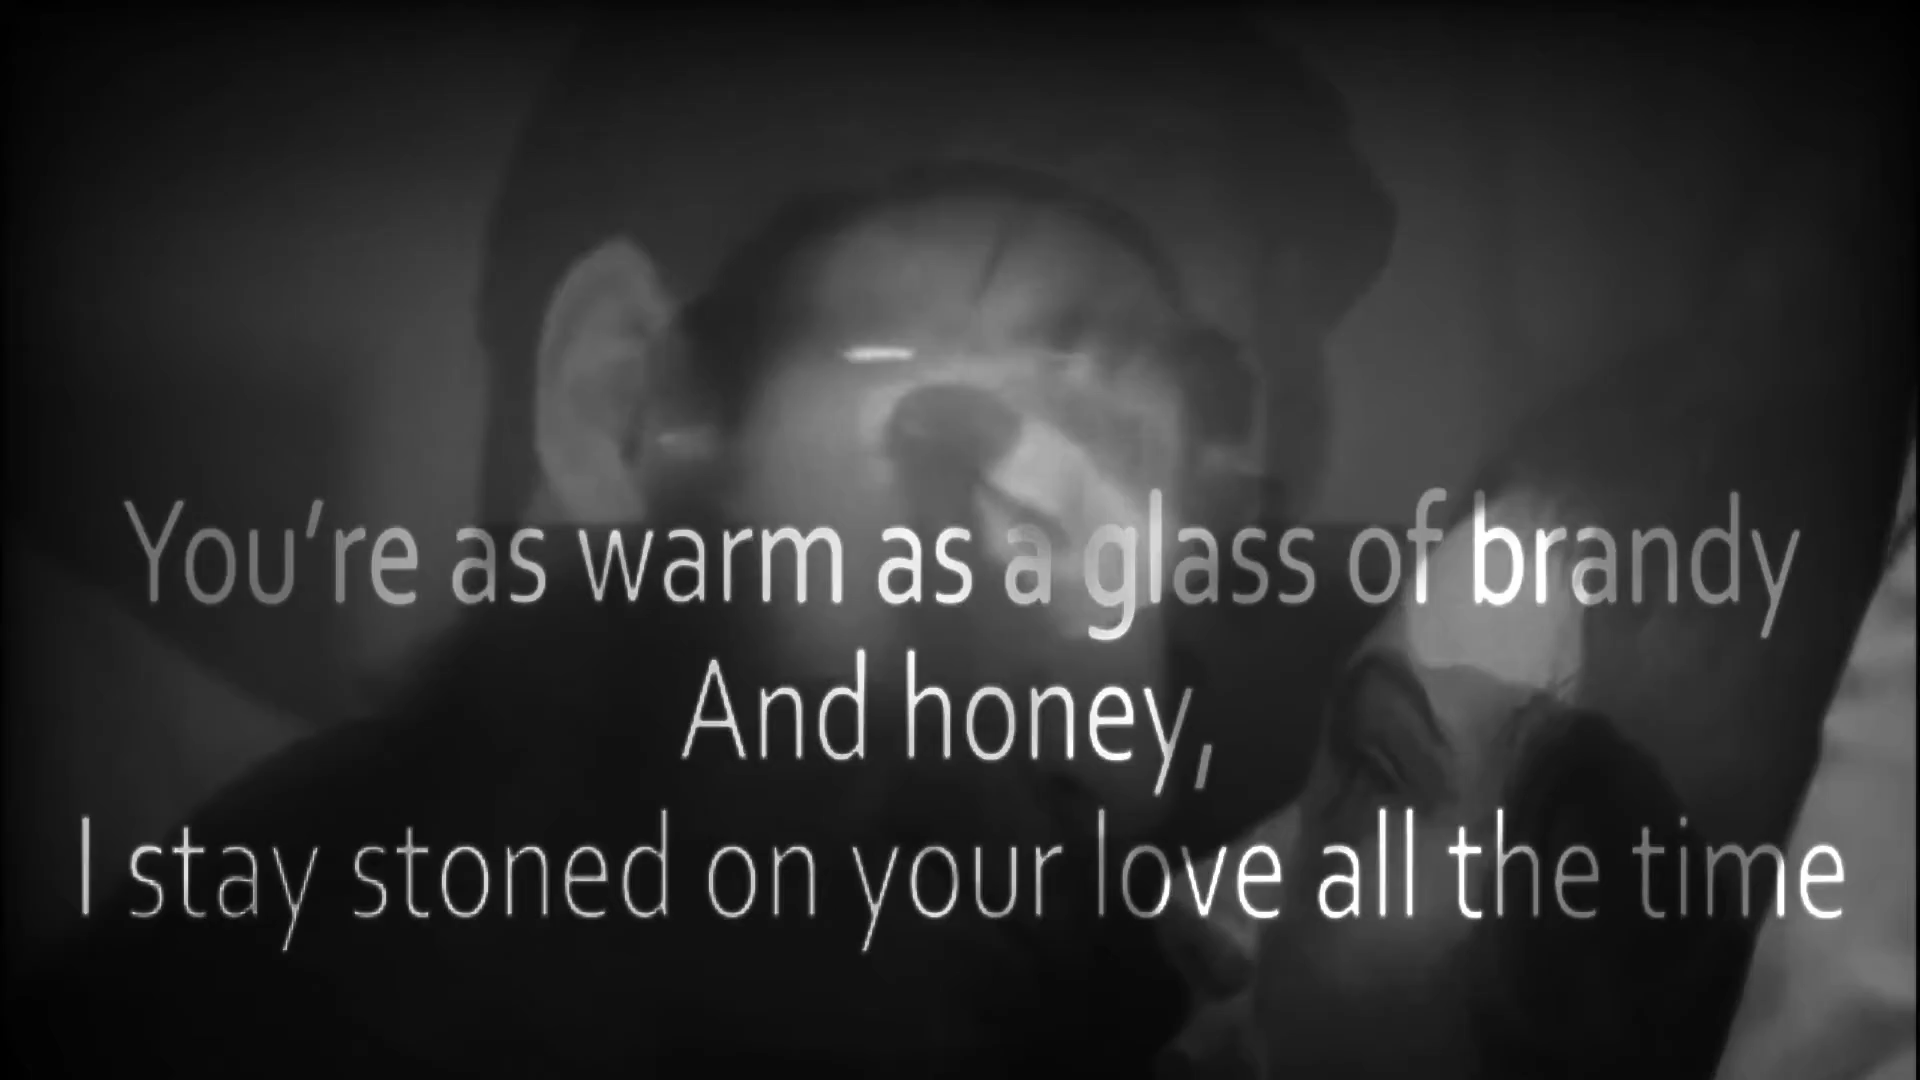 You're as warm as a glass of brandy
And honey,
I stay stoned on your love all the time